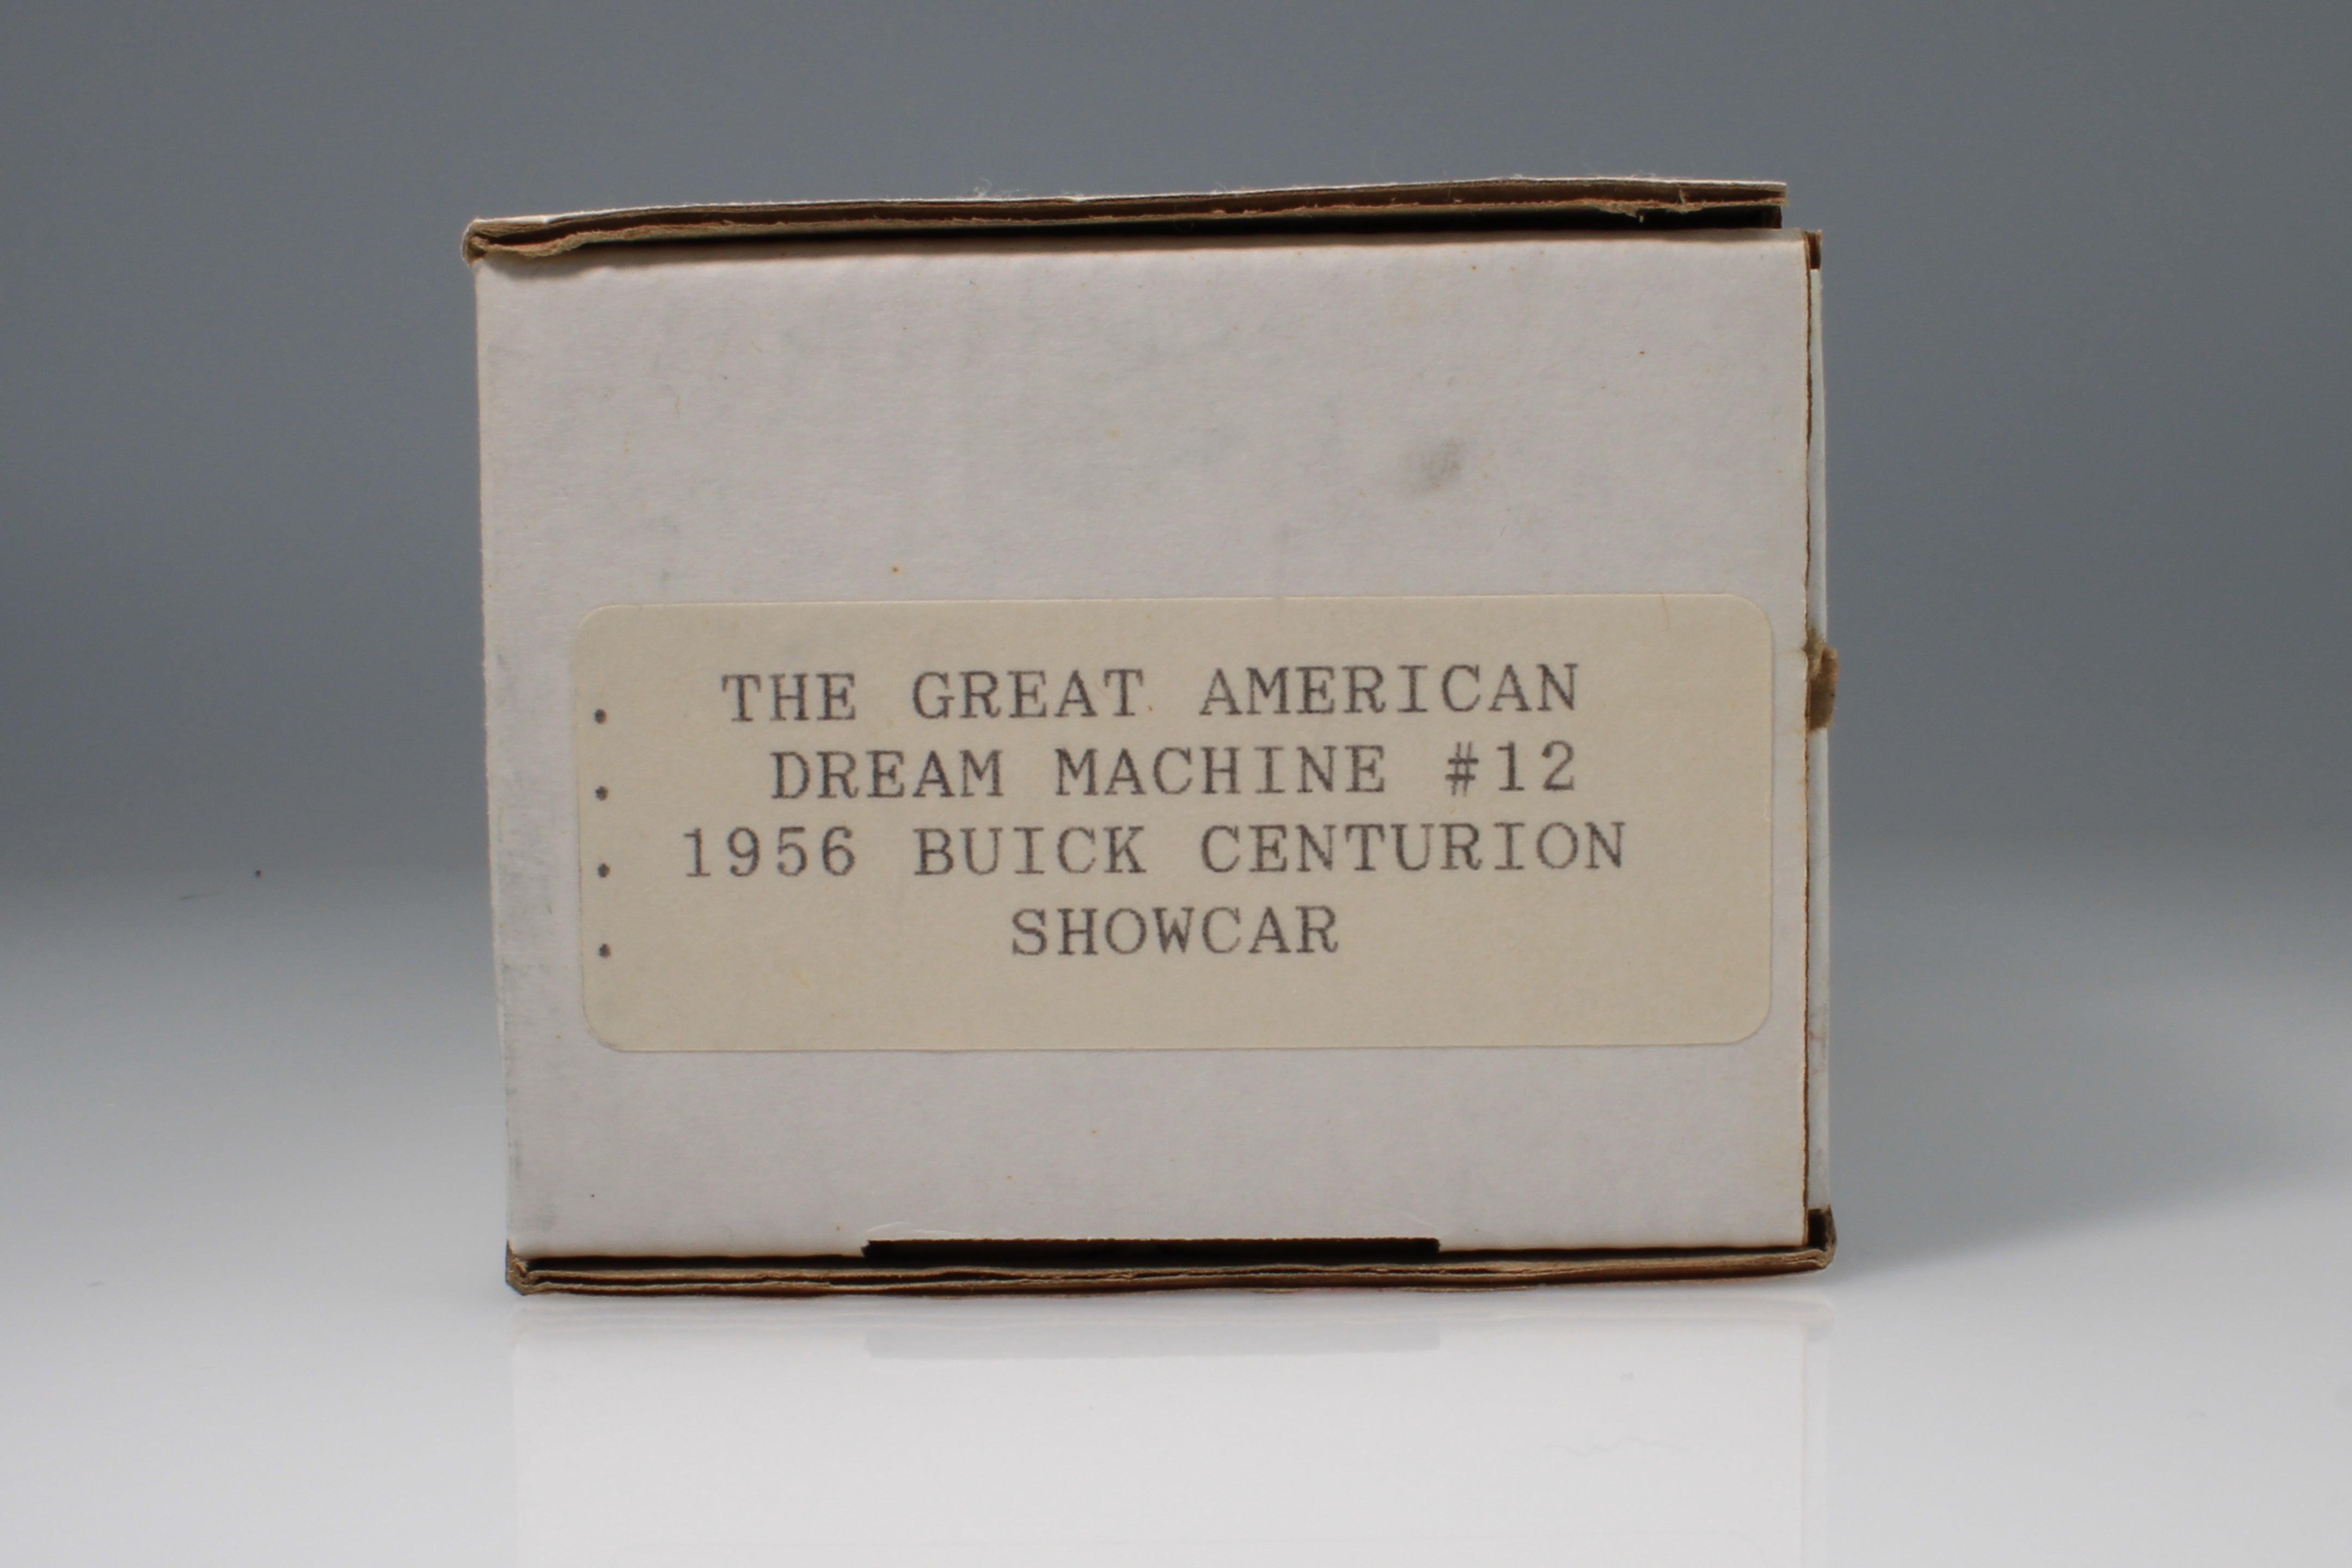 THE GREAT AMERICAN
DREAM MACHINE #12
1956 BUICK CENTURION
SHOWCAR